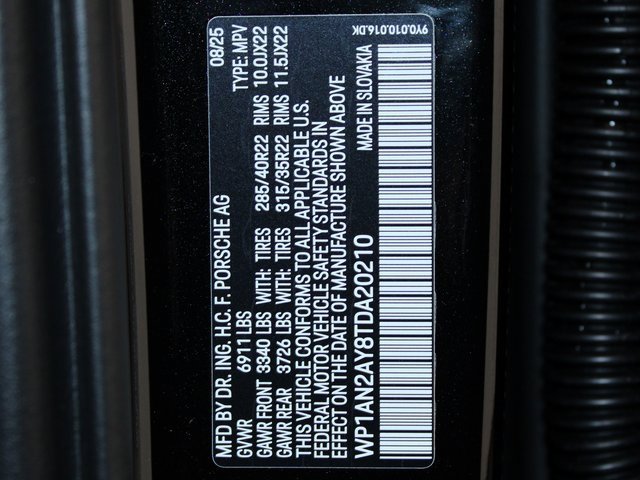 MFD BY DR. ING. H.C. F. PORSCHE AG 08/25
GVWR 6911 LBS TYPE: MPV
GAWR FRONT 3340 LBS WITH: TIRES 285/40R22 RIMS 10.0JX22
GAWR REAR 3726 LBS WITH: TIRES 315/35R22 RIMS 11.5JX22
THIS VEHICLE CONFORMS TO ALL APPLICABLE U.S.
FEDERAL MOTOR VEHICLE SAFETY STANDARDS IN
EFFECT ON THE DATE OF MANUFACTURE SHOWN ABOVE
WP1AN2AY8TDA20210 MADE IN SLOVAKIA
9Y0.010.016.DK